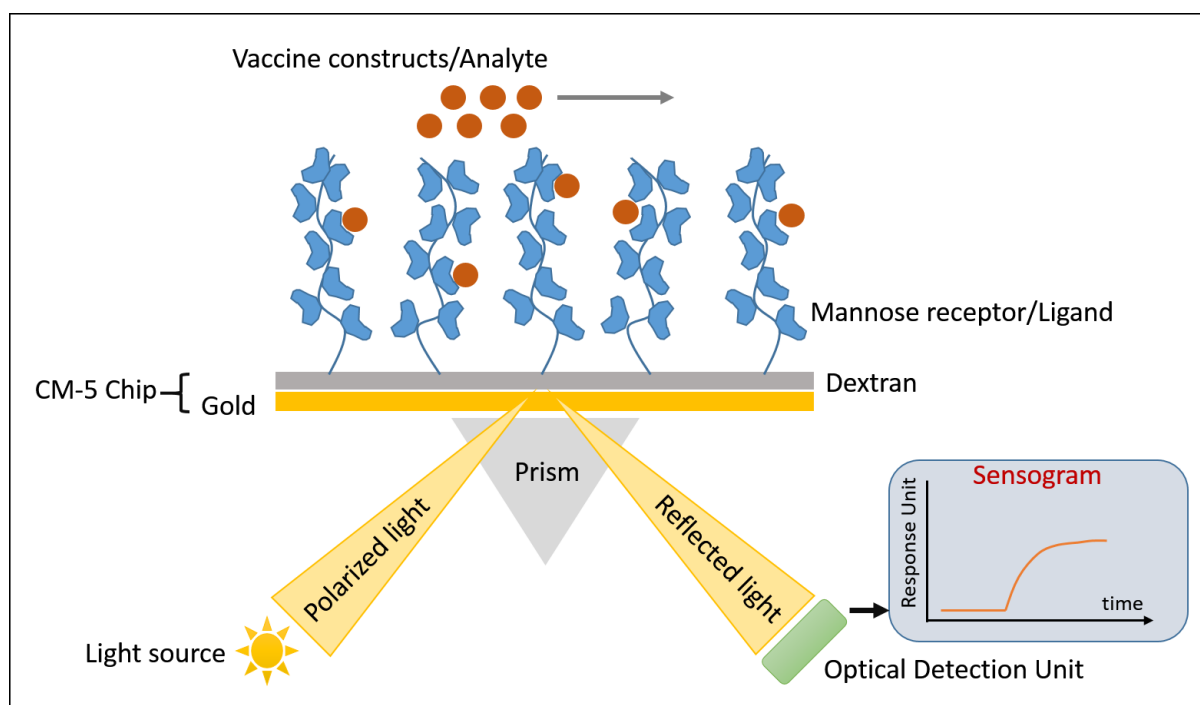 Vaccine constructs/Analyte
Mannose receptor/Ligand
CM-5 Chip
Gold
Dextran
Prism
Polarized light
Reflected light
Light source
Optical Detection Unit
Sensogram
Response Unit
time